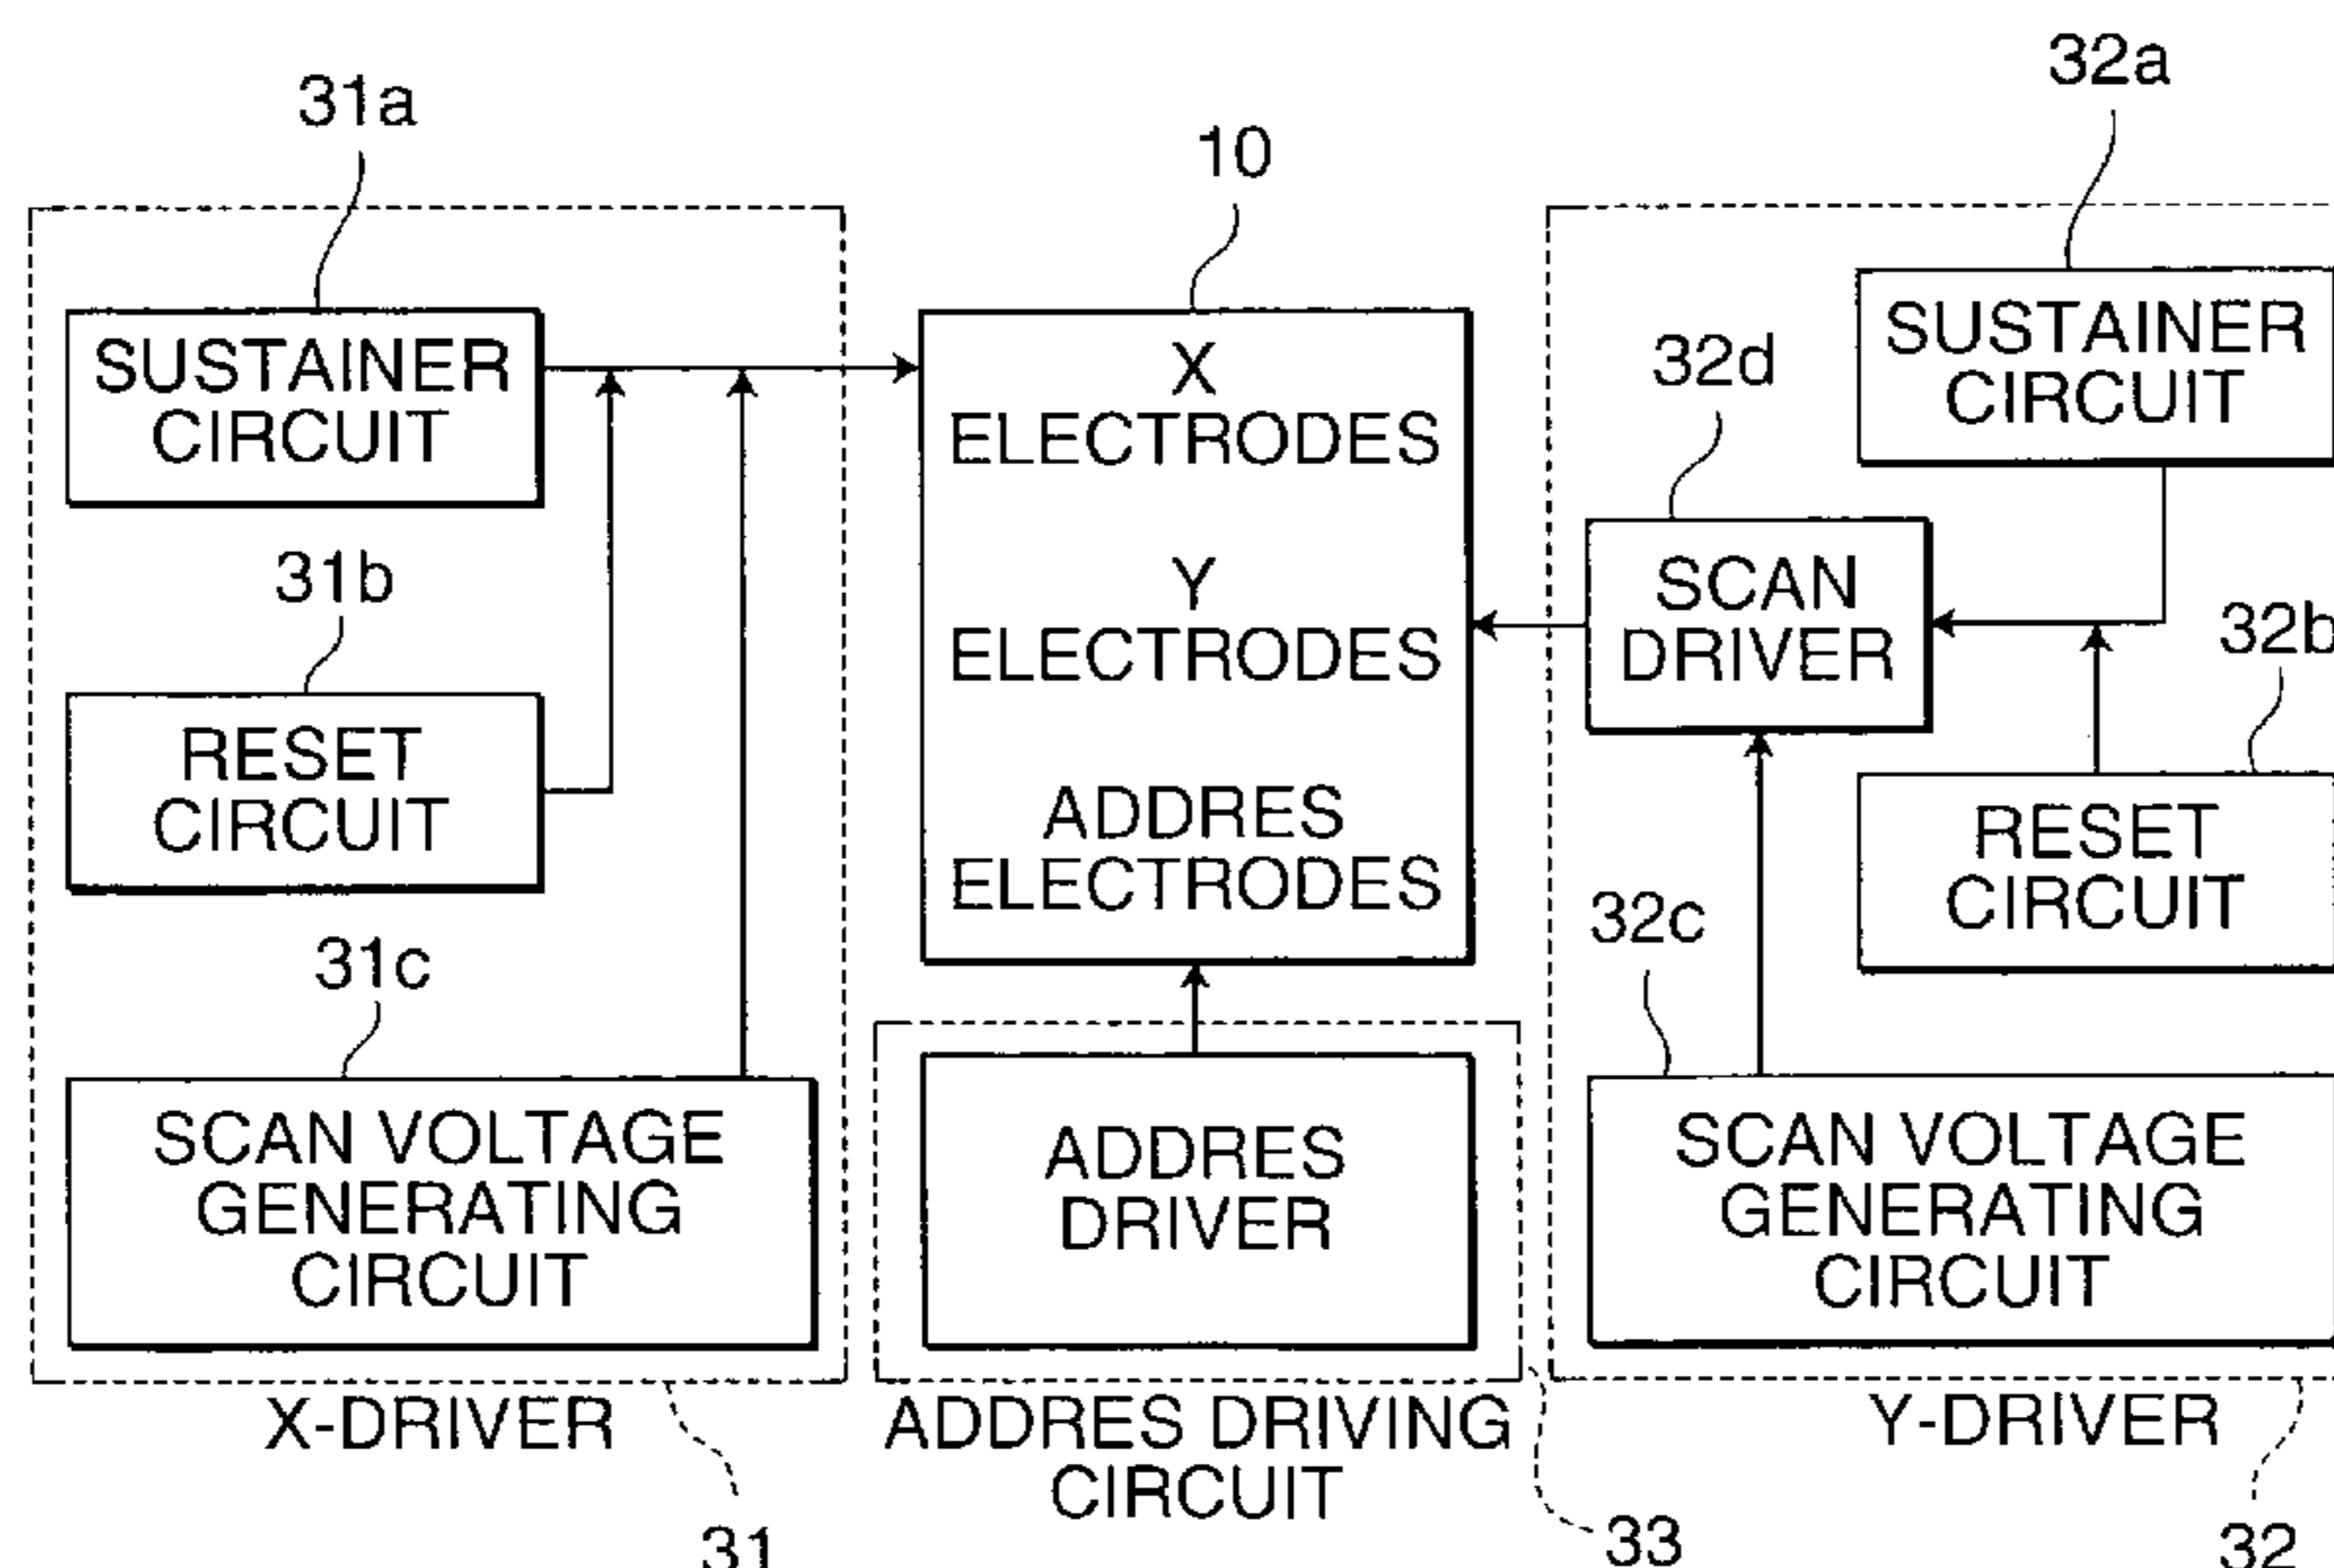 32a
31a
10
SUSTAINER
CIRCUIT
X
ELECTRODES
32d
SUSTAINER
CIRCUIT
31b
Y
ELECTRODES
SCAN
DRIVER
32b
RESET
CIRCUIT
ADDRES
ELECTRODES
32c
RESET
CIRCUIT
31c
SCAN VOLTAGE
GENERATING
CIRCUIT
ADDRES
DRIVER
SCAN VOLTAGE
GENERATING
CIRCUIT
X-DRIVER
ADDRES DRIVING
CIRCUIT
Y-DRIVER
31
33
32